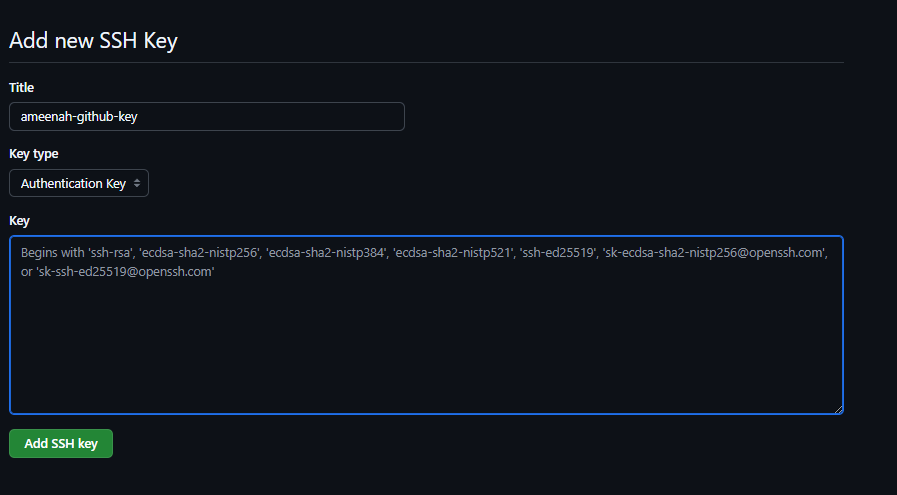 Add new SSH Key
Title
ameenah-github-key
Key type
Authentication Key
Key
Begins with 'ssh-rsa', 'ecdsa-sha2-nistp256', 'ecdsa-sha2-nistp384', 'ecdsa-sha2-nistp521', 'ssh-ed25519', 'sk-ecdsa-sha2-nistp256@openssh.com',
or 'sk-ssh-ed25519@openssh.com'
Add SSH key